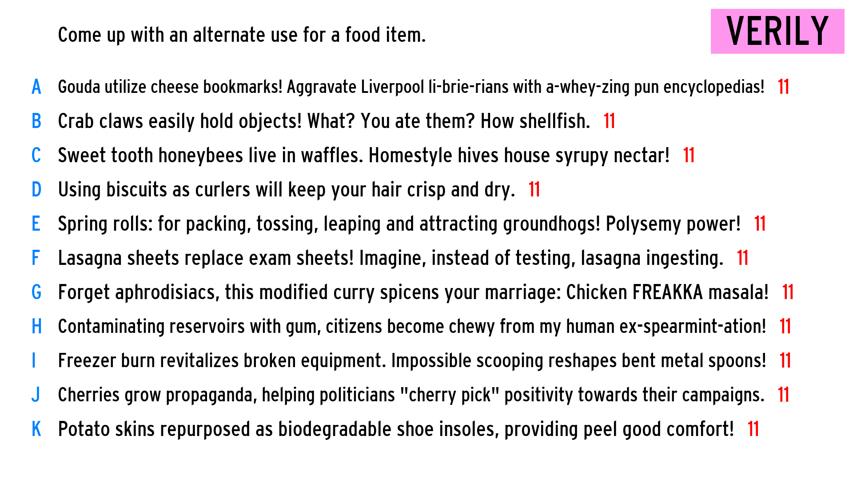 Come up with an alternate use for a food item.
VERILY
A Gouda utilize cheese bookmarks! Aggravate Liverpool li-brie-rians with a-whey-zing pun encyclopedias! 11
B Crab claws easily hold objects! What? You ate them? How shellfish. 11
C Sweet tooth honeybees live in waffles. Homestyle hives house syrupy nectar! 11
D Using biscuits as curlers will keep your hair crisp and dry. 11
E Spring rolls: for packing, tossing, leaping and attracting groundhogs! Polysemy power! 11
F Lasagna sheets replace exam sheets! Imagine, instead of testing, lasagna ingesting. 11
G Forget aphrodisiacs, this modified curry spicens your marriage: Chicken FREAKKA masala! 11
H Contaminating reservoirs with gum, citizens become chewy from my human ex-spearmint-ation! 11
I Freezer burn revitalizes broken equipment. Impossible scooping reshapes bent metal spoons! 11
J Cherries grow propaganda, helping politicians "cherry pick" positivity towards their campaigns. 11
K Potato skins repurposed as biodegradable shoe insoles, providing peel good comfort! 11